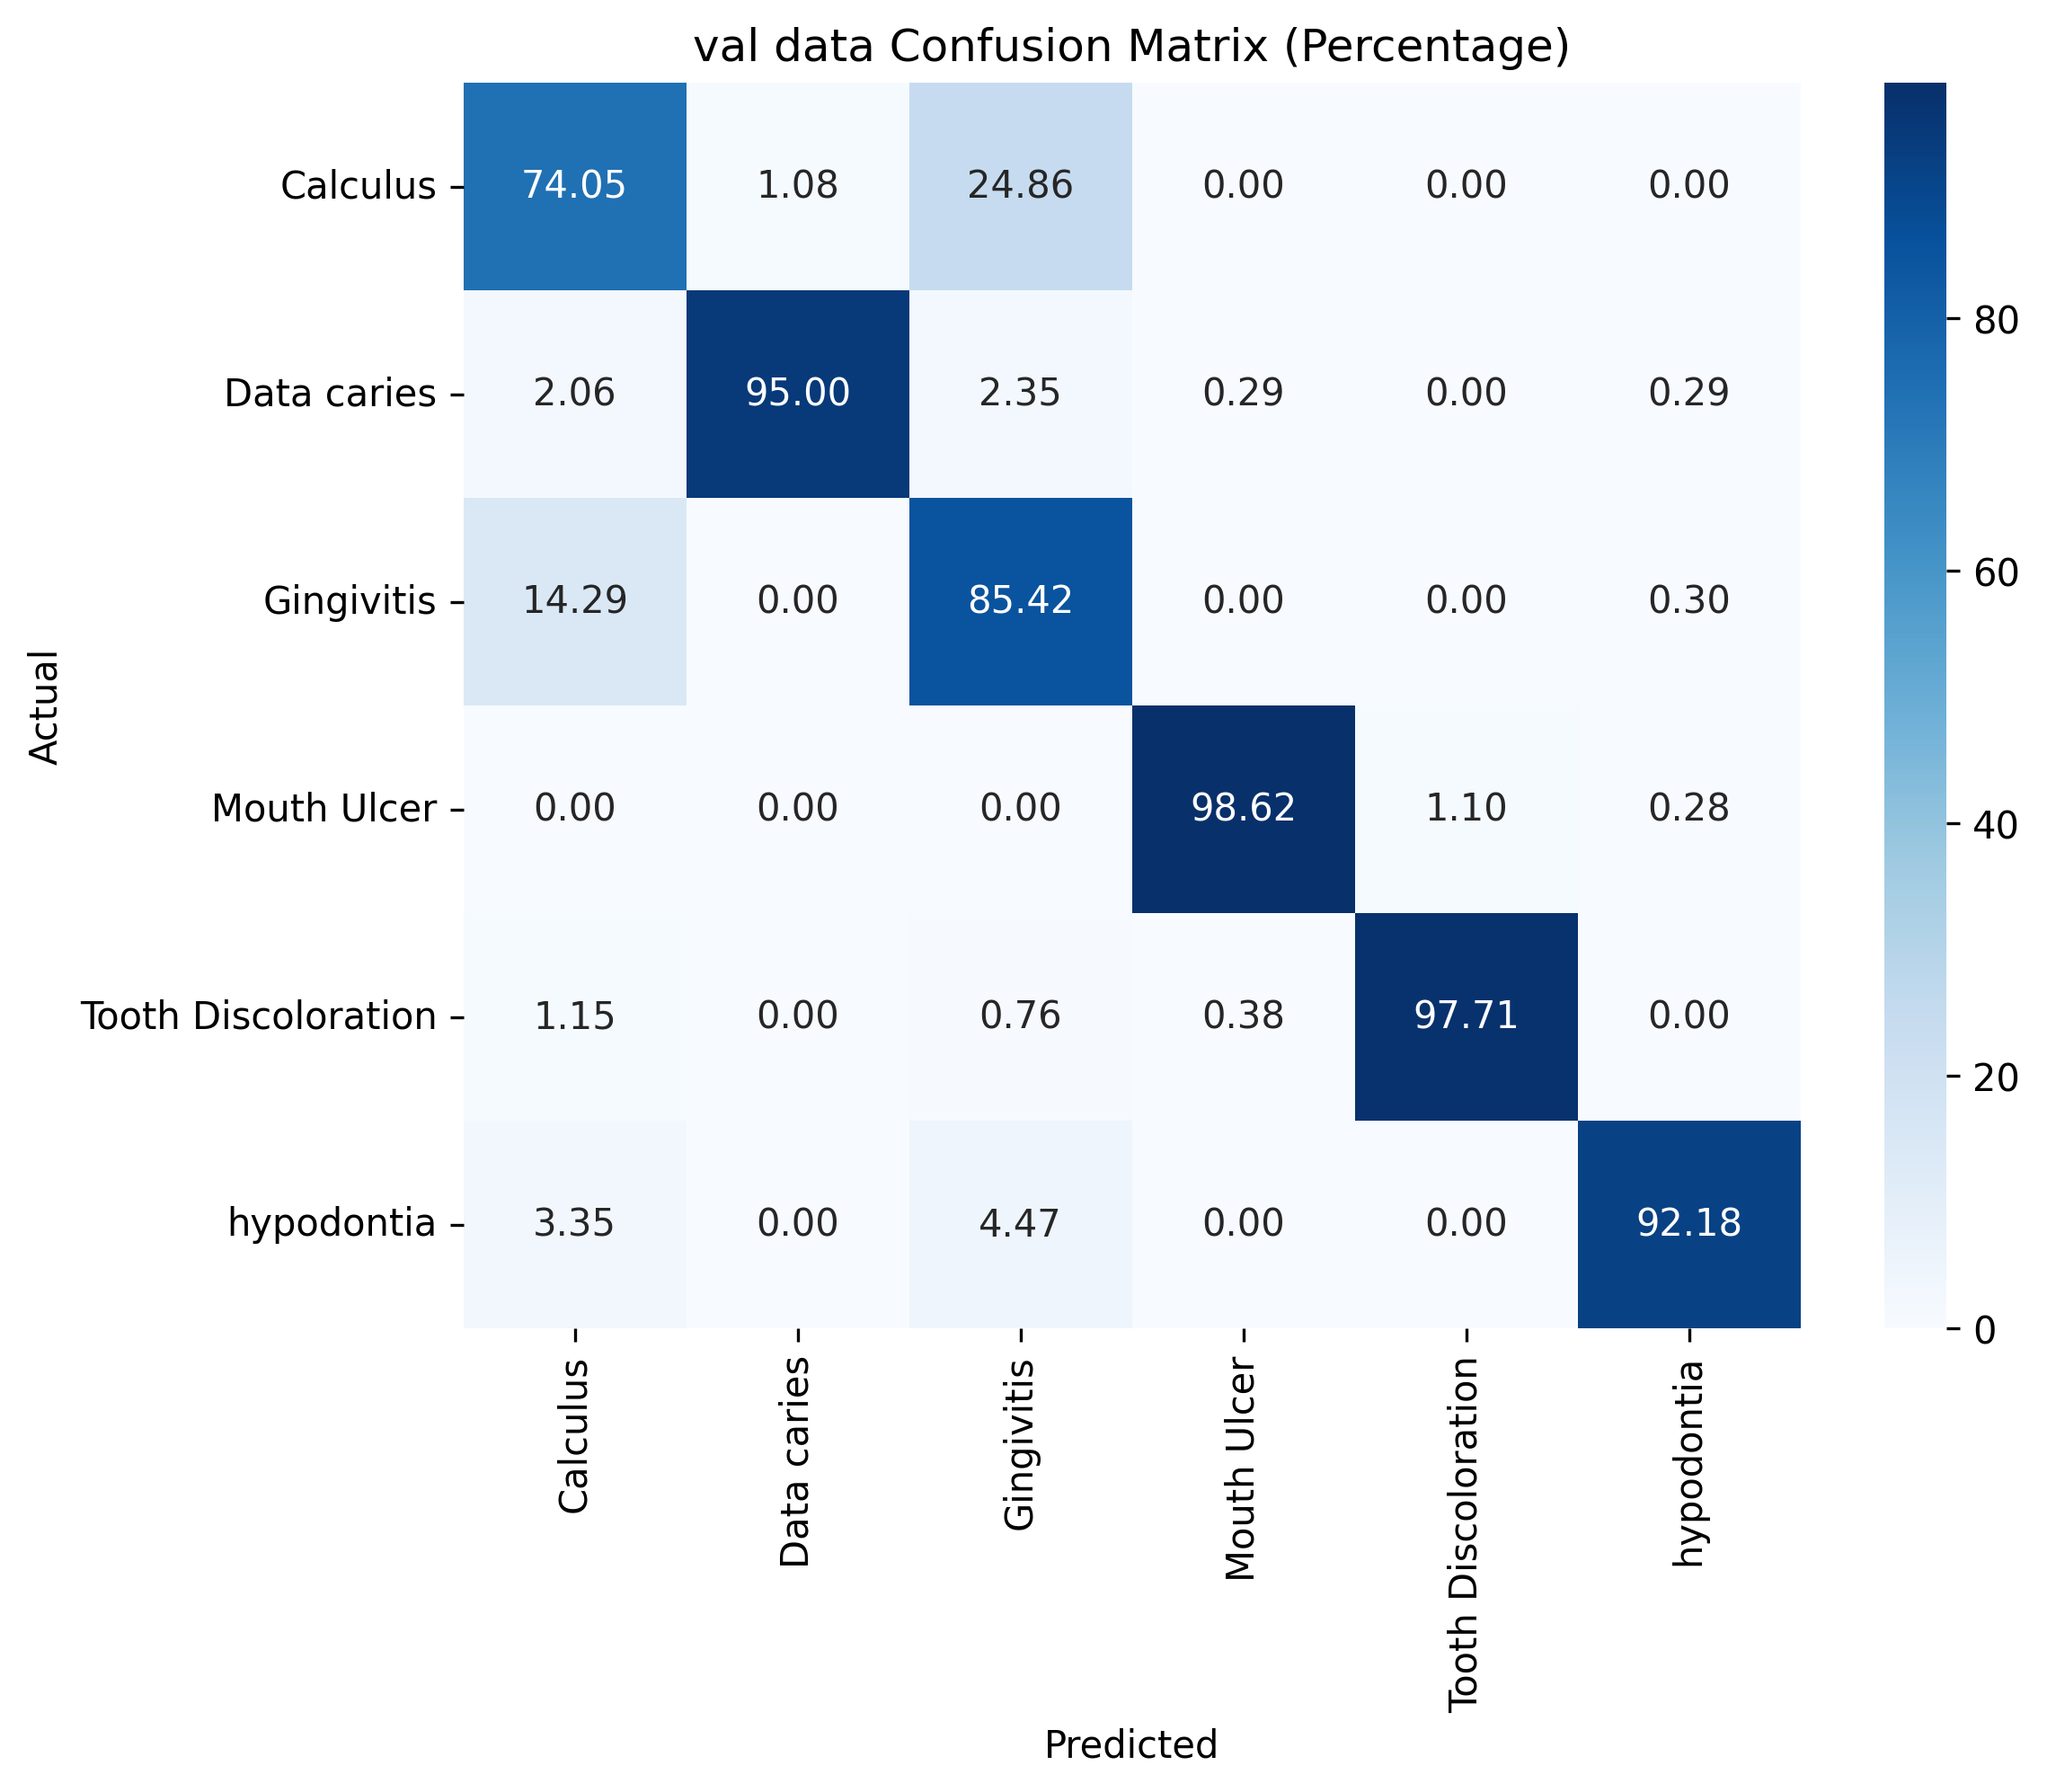 val data Confusion Matrix (Percentage)
Calculus 74.05 1.08 24.86 0.00 0.00 0.00
Data caries 2.06 95.00 2.35 0.29 0.00 0.29
Gingivitis 14.29 0.00 85.42 0.00 0.00 0.30
Mouth Ulcer 0.00 0.00 0.00 98.62 1.10 0.28
Tooth Discoloration 1.15 0.00 0.76 0.38 97.71 0.00
hypodontia 3.35 0.00 4.47 0.00 0.00 92.18
Actual
Calculus
Data caries
Gingivitis
Mouth Ulcer
Tooth Discoloration
hypodontia
Predicted
80
60
40
20
0